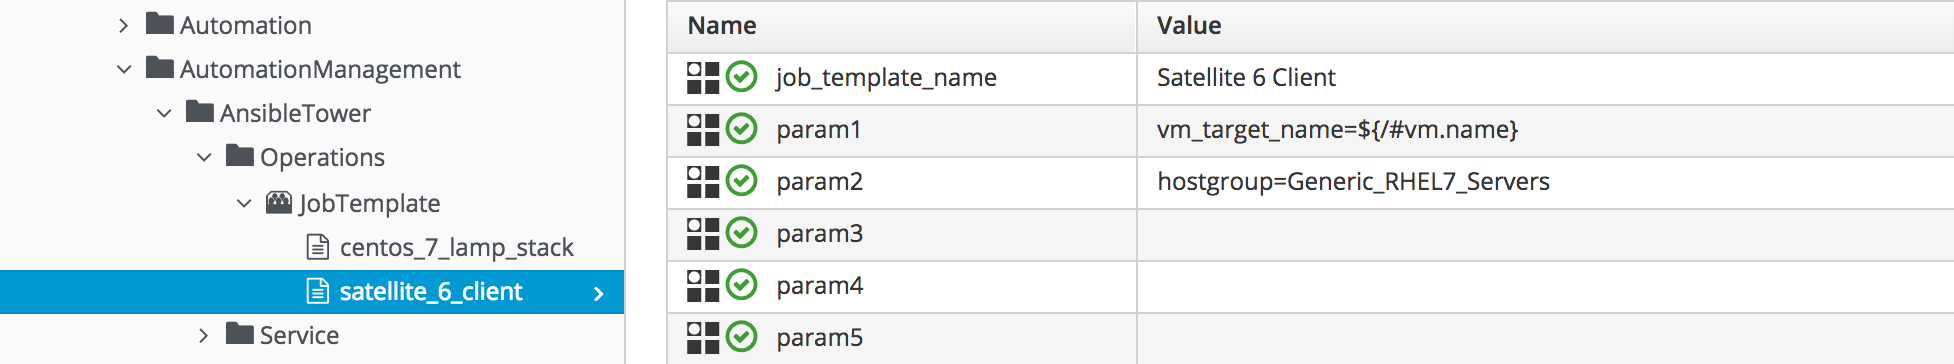 Automation
AutomationManagement
AnsibleTower
Operations
JobTemplate
centos_7_lamp_stack
satellite_6_client
Service
Name Value
job_template_name Satellite 6 Client
param1 vm_target_name=${/#vm.name}
param2 hostgroup=Generic_RHEL7_Servers
param3
param4
param5